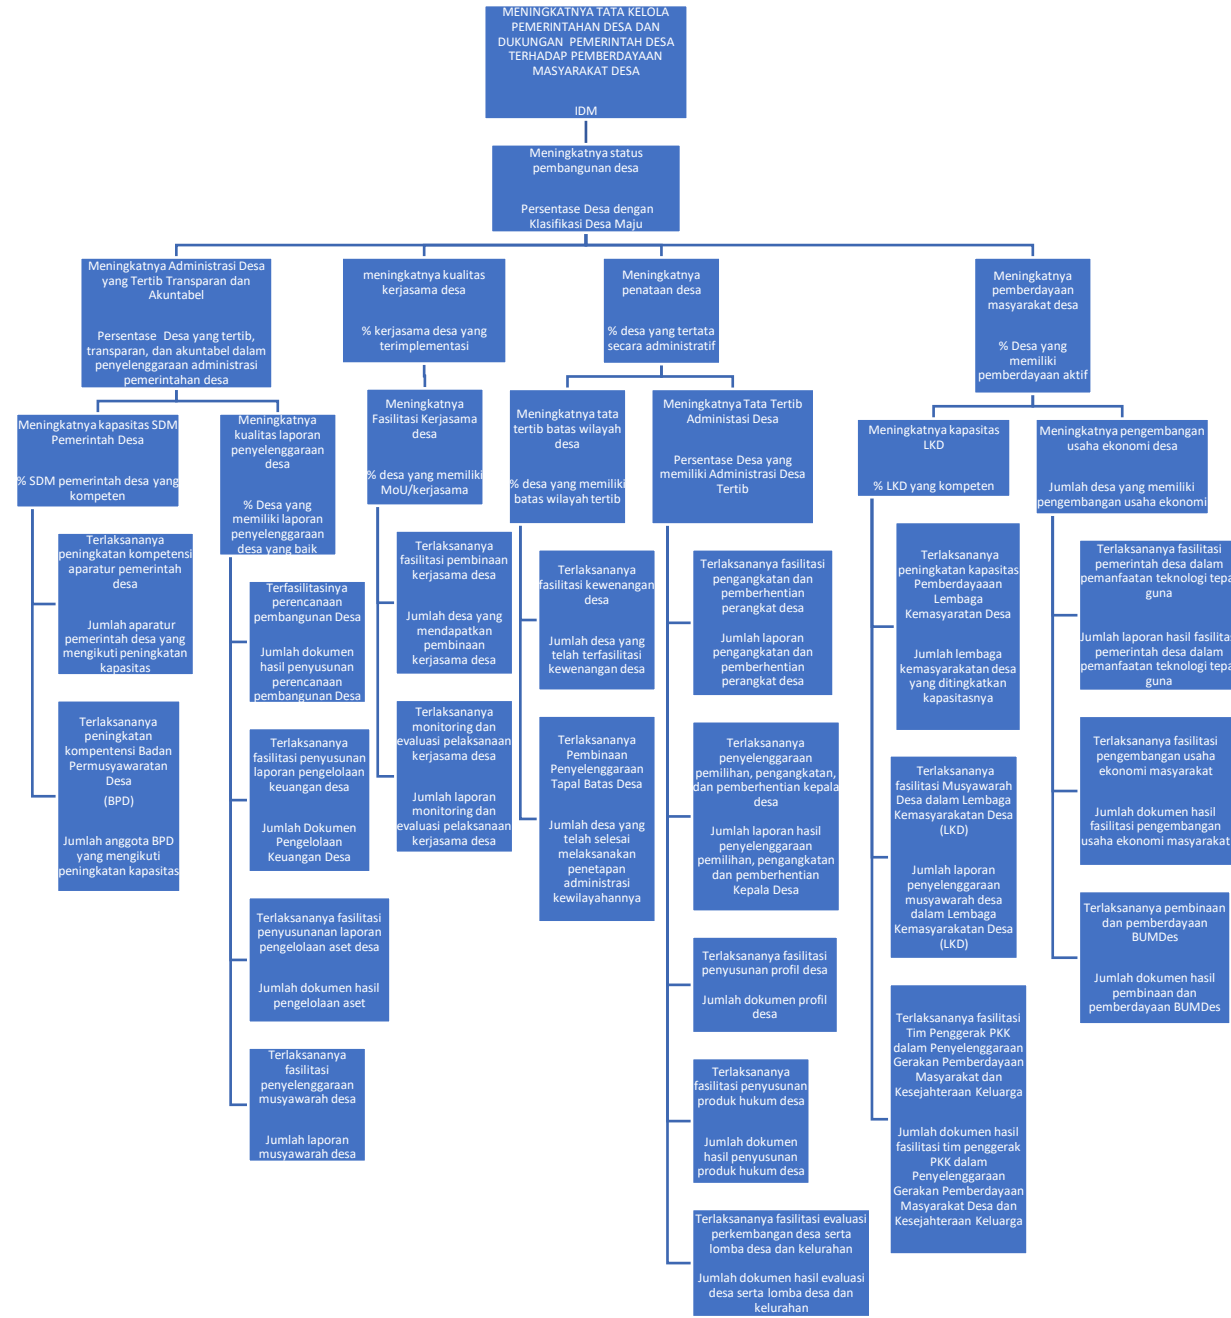 MENINGKATNYA TATA KELOLA
PEMERINTAHAN DESA DAN
DUKUNGAN PEMERINTAH DESA
TERHADAP PEMBERDAYAAN
MASYARAKAT DESA
IDM
Meningkatnya status
pembangunan desa
Persentase Desa dengan
Klasifikasi Desa Maju
Meningkatnya Administrasi Desa
yang Tertib Transparan dan
Akuntabel
Persentase Desa yang tertib,
transparan, dan akuntabel dalam
penyelenggaraan administrasi
pemerintahan desa
meningkatnya kualitas
kerjasama desa
% kerjasama desa yang
terimplementasi
Meningkatnya
penataan desa
% desa yang tertata
secara administratif
Meningkatnya
pemberdayaan
masyarakat desa
% Desa yang
memiliki
pemberdayaan aktif
Meningkatnya kapasitas SDM
Pemerintah Desa
% SDM pemerintah desa yang
kompeten
Meningkatnya
kualitas laporan
penyelenggaraan
desa
% Desa yang
memiliki laporan
penyelenggaraan
desa yang baik
Meningkatnya
Fasilitasi Kerjasama
desa
% desa yang memiliki
MoU/kerjasama
Meningkatnya tata
tertib batas wilayah
desa
% desa yang memiliki
batas wilayah tertib
Meningkatnya Tata Tertib
Administasi Desa
Persentase Desa yang
memiliki Administrasi Desa
Tertib
Meningkatnya kapasitas
LKD
% LKD yang kompeten
Meningkatnya pengembangan
usaha ekonomi desa
Jumlah desa yang memiliki
pengembangan usaha ekonomi
Terlaksananya
peningkatan kompetensi
aparatur pemerintah
desa
Jumlah aparatur
pemerintah desa yang
mengikuti peningkatan
kapasitas
Terlaksananya
peningkatan
kompentensi Badan
Permusyawaratan
Desa
(BPD)
Jumlah anggota BPD
yang mengikuti
peningkatan kapasitas
Terfasilitasinya
perencanaan
pembangunan Desa
Jumlah dokumen
hasil penyusunan
perencanaan
pembangunan Desa
Terlaksananya
fasilitasi penyusunan
laporan pengelolaan
keuangan desa
Jumlah Dokumen
Pengelolaan
Keuangan Desa
Terlaksananya fasilitasi
penyusunanan laporan
pengelolaan aset desa
Jumlah dokumen hasil
pengelolaan aset
Terlaksananya
fasilitasi
penyelenggaraan
musyawarah desa
Jumlah laporan
musyawarah desa
Terlaksananya
fasilitasi pembinaan
kerjasama desa
Jumlah desa yang
mendapatkan
pembinaan
kerjasama desa
Terlaksananya
monitoring dan
evaluasi pelaksanaan
kerjasama desa
Jumlah laporan
monitoring dan
evaluasi pelaksanaan
kerjasama desa
Terlaksananya
fasilitasi kewenangan
desa
Jumlah desa yang
telah terfasilitasi
kewenangan desa
Terlaksananya
Pembinaan
Penyelenggaraan
Tapal Batas Desa
Jumlah desa yang
telah selesai
melaksanakan
penetapan
administrasi
kewilayahannya
Terlaksananya fasilitasi
pengangkatan dan
pemberhentian
perangkat desa
Jumlah laporan
pengangkatan dan
pemberhentian
perangkat desa
Terlaksananya
penyelenggaraan
pemilihan, pengangkatan,
dan pemberhentian kepala
desa
Jumlah laporan hasil
penyelenggaraan
pemilihan, pengangkatan
dan pemberhentian
Kepala Desa
Terlaksananya fasilitasi
penyusunan profil desa
Jumlah dokumen profil
desa
Terlaksananya
fasilitasi penyusunan
produk hukum desa
Jumlah dokumen
hasil penyusunan
produk hukum desa
Terlaksananya fasilitasi evaluasi
perkembangan desa serta
lomba desa dan kelurahan
Jumlah dokumen hasil evaluasi
desa serta lomba desa dan
kelurahan
Terlaksananya
peningkatan kapasitas
Pemberdayaaan
Lembaga
Kemasyaratan Desa
Jumlah lembaga
kemasyarakatan desa
yang ditingkatkan
kapasitasnya
Terlaksananya
fasilitasi Musyawarah
Desa dalam Lembaga
Kemasyarakatan Desa
(LKD)
Jumlah laporan
penyelenggaraan
musyawarah desa
dalam Lembaga
Kemasyarakatan Desa
(LKD)
Terlaksananya fasilitasi
Tim Penggerak PKK
dalam Penyelenggaraan
Gerakan Pemberdayaan
Masyarakat dan
Kesejahteraan Keluarga
Jumlah dokumen hasil
fasilitasi tim penggerak
PKK dalam
Penyelenggaraan
Gerakan Pemberdayaan
Masyarakat Desa dan
Kesejahteraan Keluarga
Terlaksananya fasilitasi
pemerintah desa dalam
pemanfaatan teknologi tepa
guna
Jumlah laporan hasil fasilitas
pemerintah desa dalam
pemanfaatan teknologi tepa
guna
Terlaksananya fasilitasi
pengembangan usaha
ekonomi masyarakat
Jumlah dokumen hasil
fasilitasi pengembangan
usaha ekonomi masyarakat
Terlaksananya pembinaan
dan pemberdayaan
BUMDes
Jumlah dokumen hasil
pembinaan dan
pemberdayaan BUMDes